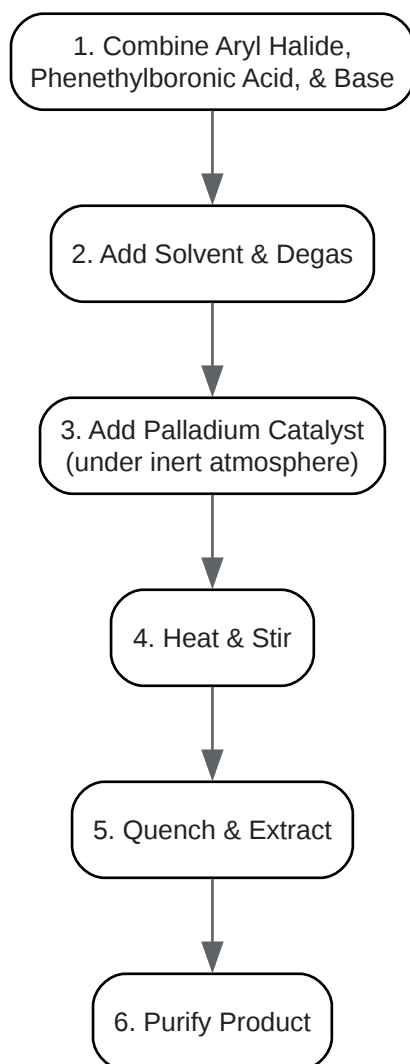 1. Combine Aryl Halide,
Phenethylboronic Acid, & Base
2. Add Solvent & Degas
3. Add Palladium Catalyst
(under inert atmosphere)
4. Heat & Stir
5. Quench & Extract
6. Purify Product